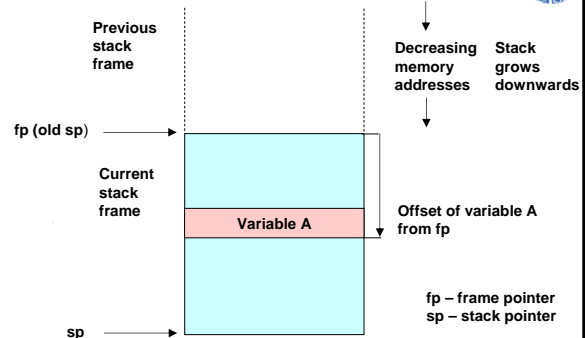 Previous
stack
frame
Decreasing
memory
addresses
Stack
grows
downwards
fp (old sp)
Current
stack
frame
Variable A
Offset of variable A
from fp
fp – frame pointer
sp – stack pointer
sp